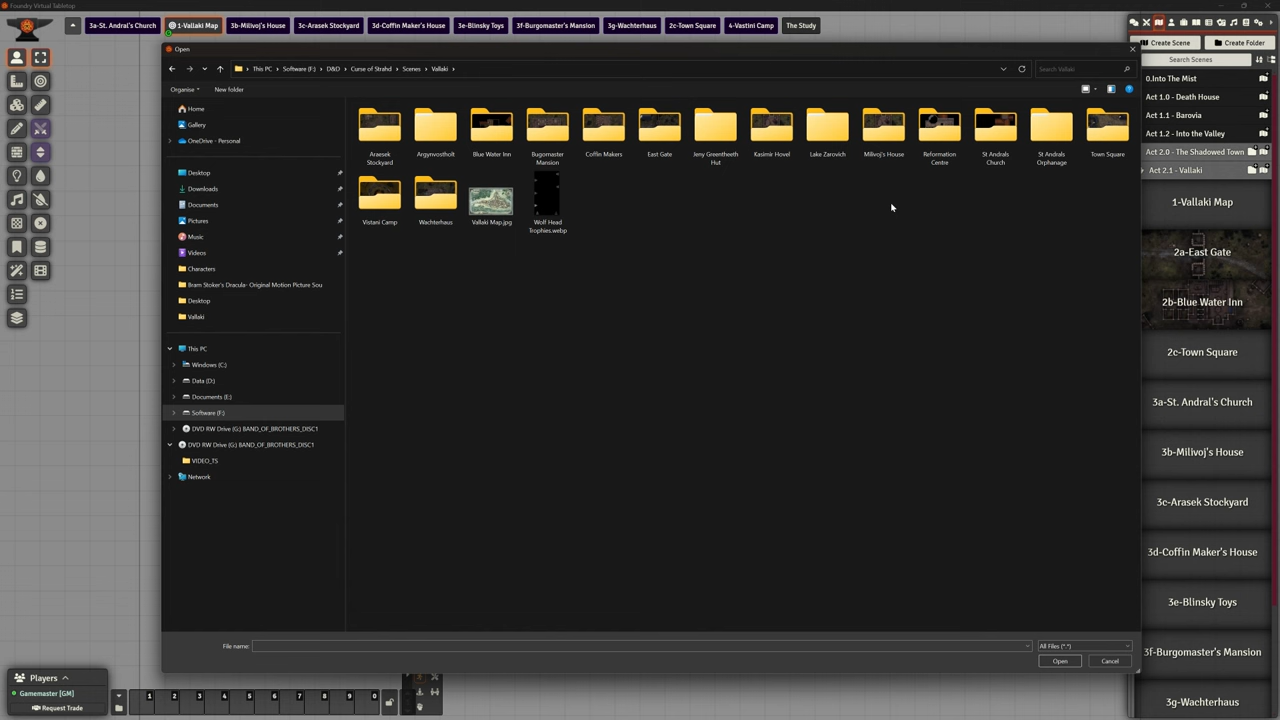 Foundry Virtual Tabletop
3a-St. Andral's Church
1-Vallaki Map
3b-Milivoj's House
3c-Arasek Stockyard
3d-Coffin Maker's House
3e-Blinsky Toys
3f-Burgomaster's Mansion
3g-Wachterhaus
2c-Town Square
4-Vastini Camp
The Study
Open
This PC > Software (F:) > D&D > Curse of Strahd > Scenes > Vallaki >
Search Vallaki
Organise
New folder
Home
Gallery
OneDrive - Personal
Desktop
Downloads
Documents
Pictures
Music
Videos
Characters
Bram Stoker's Dracula- Original Motion Picture Sou
Desktop
Vallaki
This PC
Windows (C:)
Data (D:)
Documents (E:)
Software (F:)
DVD RW Drive (G:) BAND_OF_BROTHERS_DISC1
DVD RW Drive (G:) BAND_OF_BROTHERS_DISC1
VIDEO_TS
Network
Araesek
Stockyard
Argynvostholt
Blue Water Inn
Bugomaster
Mansion
Coffin Makers
East Gate
Jeny Greentheeth
Hut
Kasimir Hovel
Lake Zarovich
Milivoj's House
Reformation
Centre
St Andrals
Church
St Andrals
Orphanage
Town Square
Vistani Camp
Wachterhaus
Vallaki Map.jpg
Wolf Head
Trophies.webp
File name:
All Files (*.*)
Open
Cancel
Create Scene
Create Folder
Search Scenes
0.Into The Mist
Act 1.0 - Death House
Act 1.1 - Barovia
Act 1.2 - Into the Valley
Act 2.0 - The Shadowed Town
Act 2.1 - Vallaki
1-Vallaki Map
2a-East Gate
2b-Blue Water Inn
2c-Town Square
3a-St. Andral's Church
3b-Milivoj's House
3c-Arasek Stockyard
3d-Coffin Maker's House
3e-Blinsky Toys
3f-Burgomaster's Mansion
3g-Wachterhaus
Players
Gamemaster [GM]
Request Trade
1 2 3 4 5 6 7 8 9 0